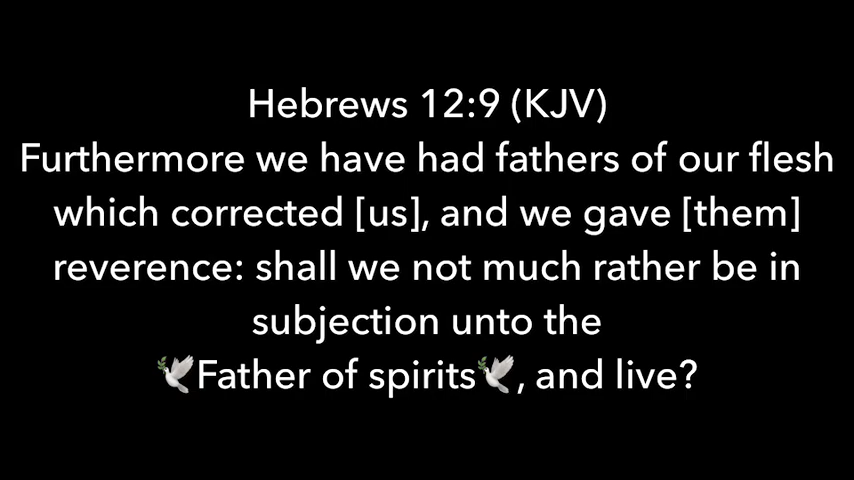 Hebrews 12:9 (KJV)
Furthermore we have had fathers of our flesh
which corrected [us], and we gave [them]
reverence: shall we not much rather be in
subjection unto the
🕊Father of spirits🕊, and live?